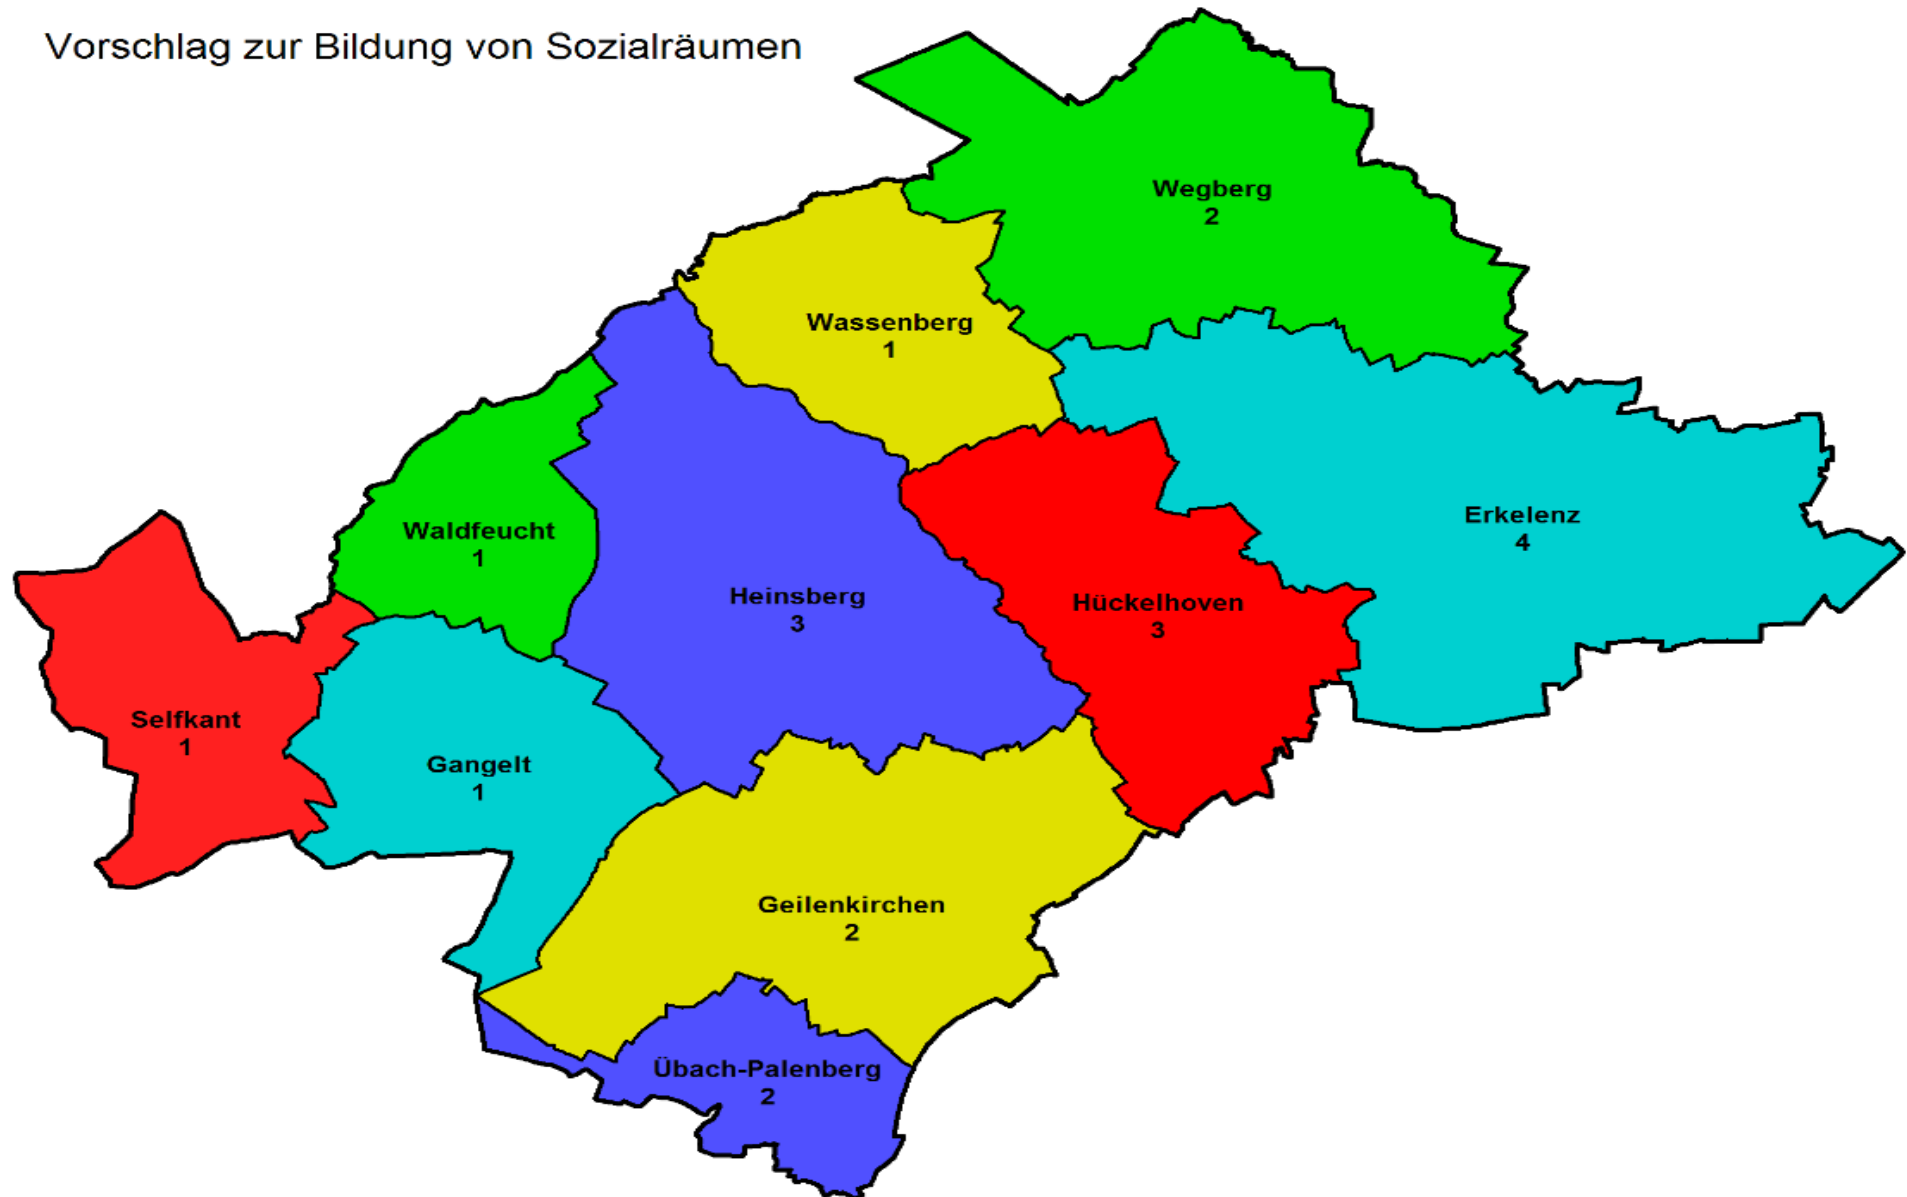 Vorschlag zur Bildung von Sozialräumen
Wegberg
2
Wassenberg
1
Erkelenz
4
Waldfeucht
1
Heinsberg
3
Hückelhoven
3
Selfkant
1
Gangelt
1
Geilenkirchen
2
Übach-Palenberg
2